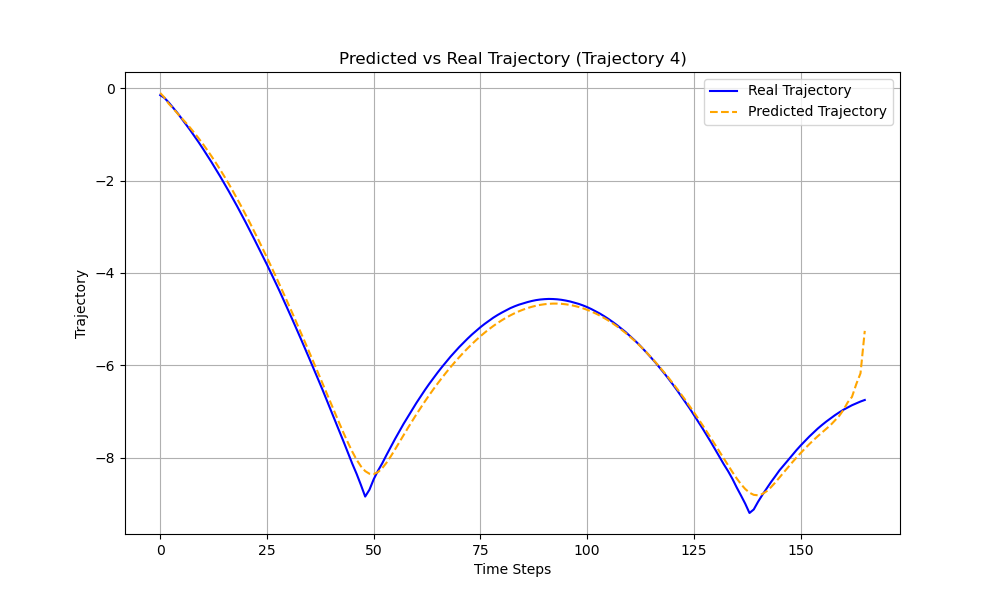 Predicted vs Real Trajectory (Trajectory 4)
Real Trajectory
Predicted Trajectory
Trajectory
0
−2
−4
−6
−8
0 25 50 75 100 125 150
Time Steps